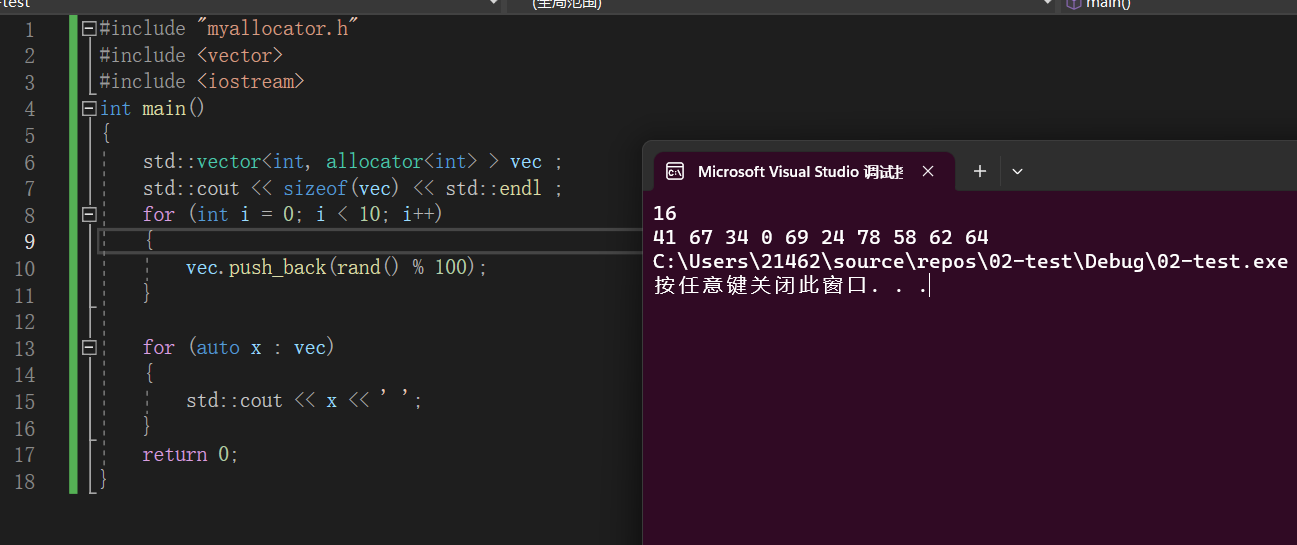 -test
(全局范围)
main()
1 #include "myallocator.h"
2 #include <vector>
3 #include <iostream>
4 int main()
5 {
6 std::vector<int, allocator<int> > vec ;
7 std::cout << sizeof(vec) << std::endl ;
8 for (int i = 0; i < 10; i++)
9 {
10 vec.push_back(rand() % 100);
11 }
12
13 for (auto x : vec)
14 {
15 std::cout << x << ' ';
16 }
17 return 0;
18 }
Microsoft Visual Studio 调试
16
41 67 34 0 69 24 78 58 62 64
C:\Users\21462\source\repos\02-test\Debug\02-test.exe
按任意键关闭此窗口. . .